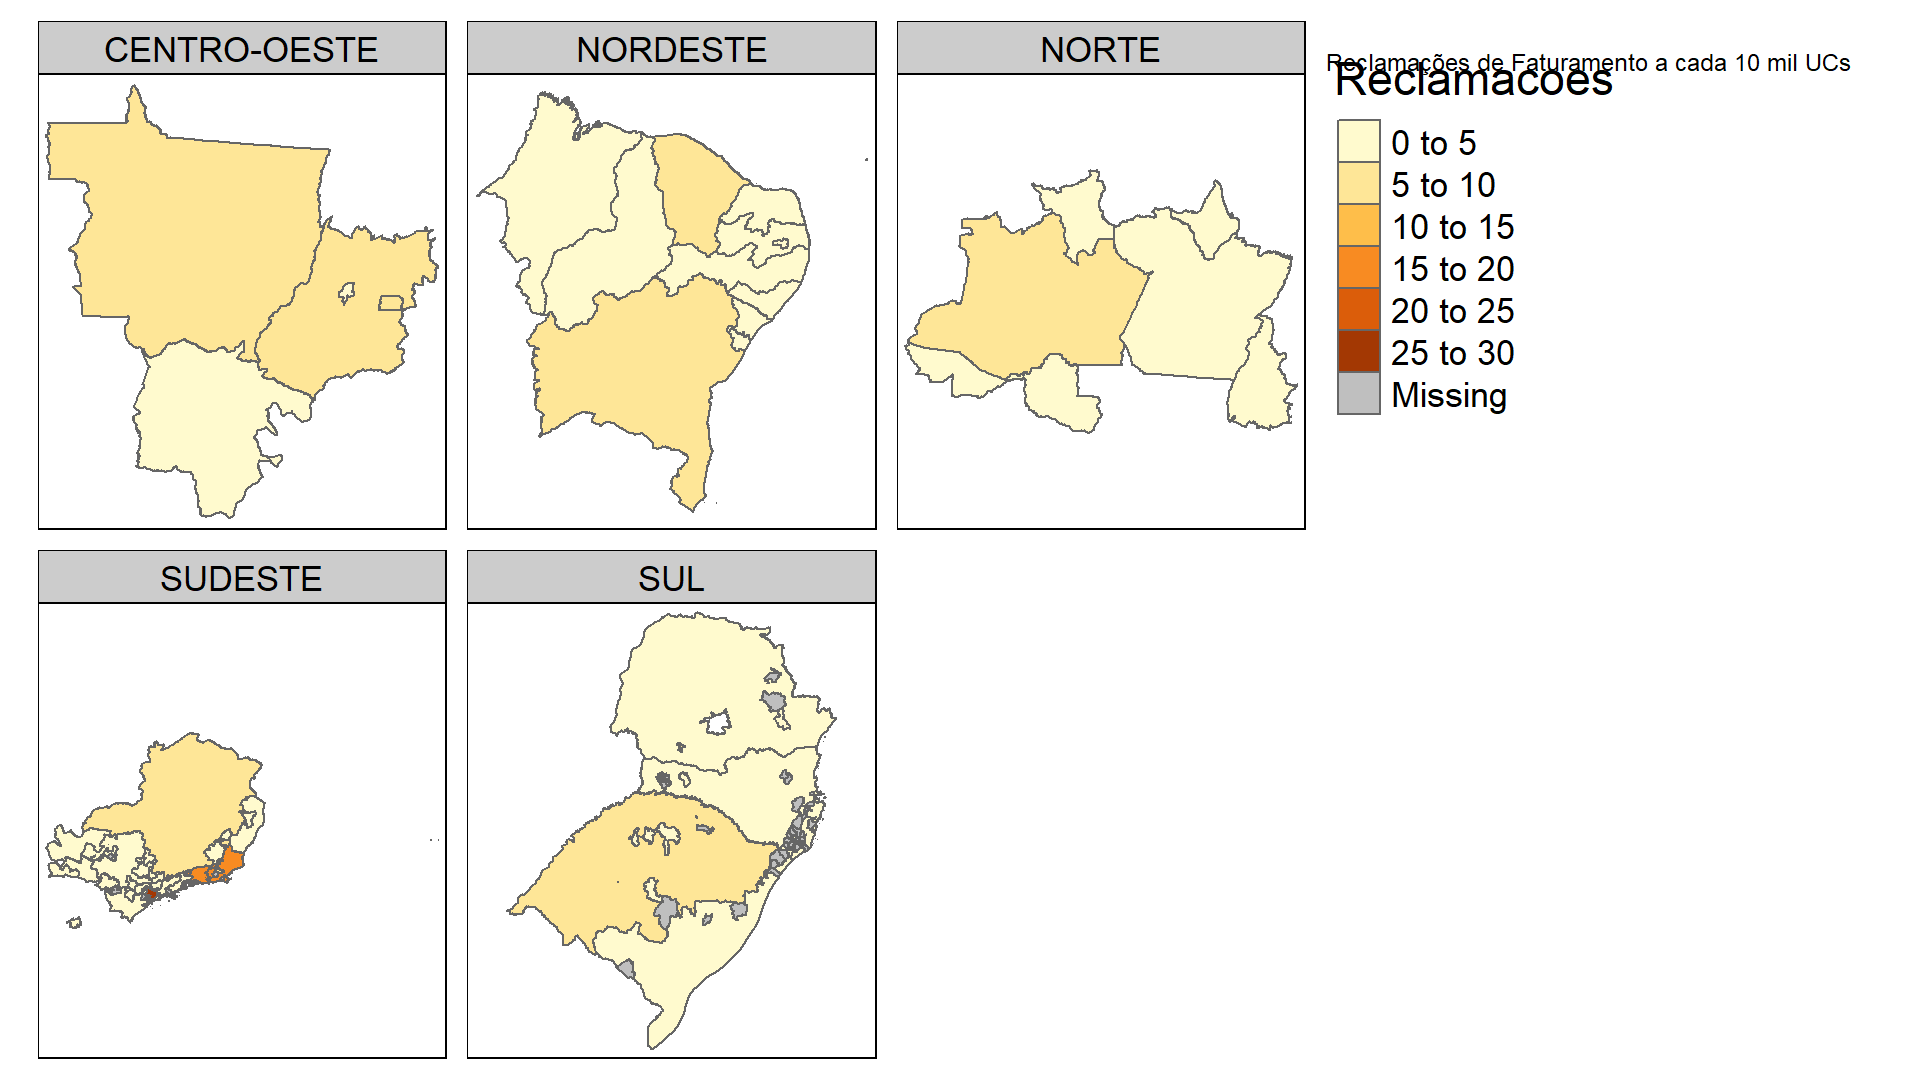 CENTRO-OESTE
NORDESTE
NORTE
Reclamações de Faturamento a cada 10 mil UCs
Reclamacoes
0 to 5
5 to 10
10 to 15
15 to 20
20 to 25
25 to 30
Missing
SUDESTE
SUL